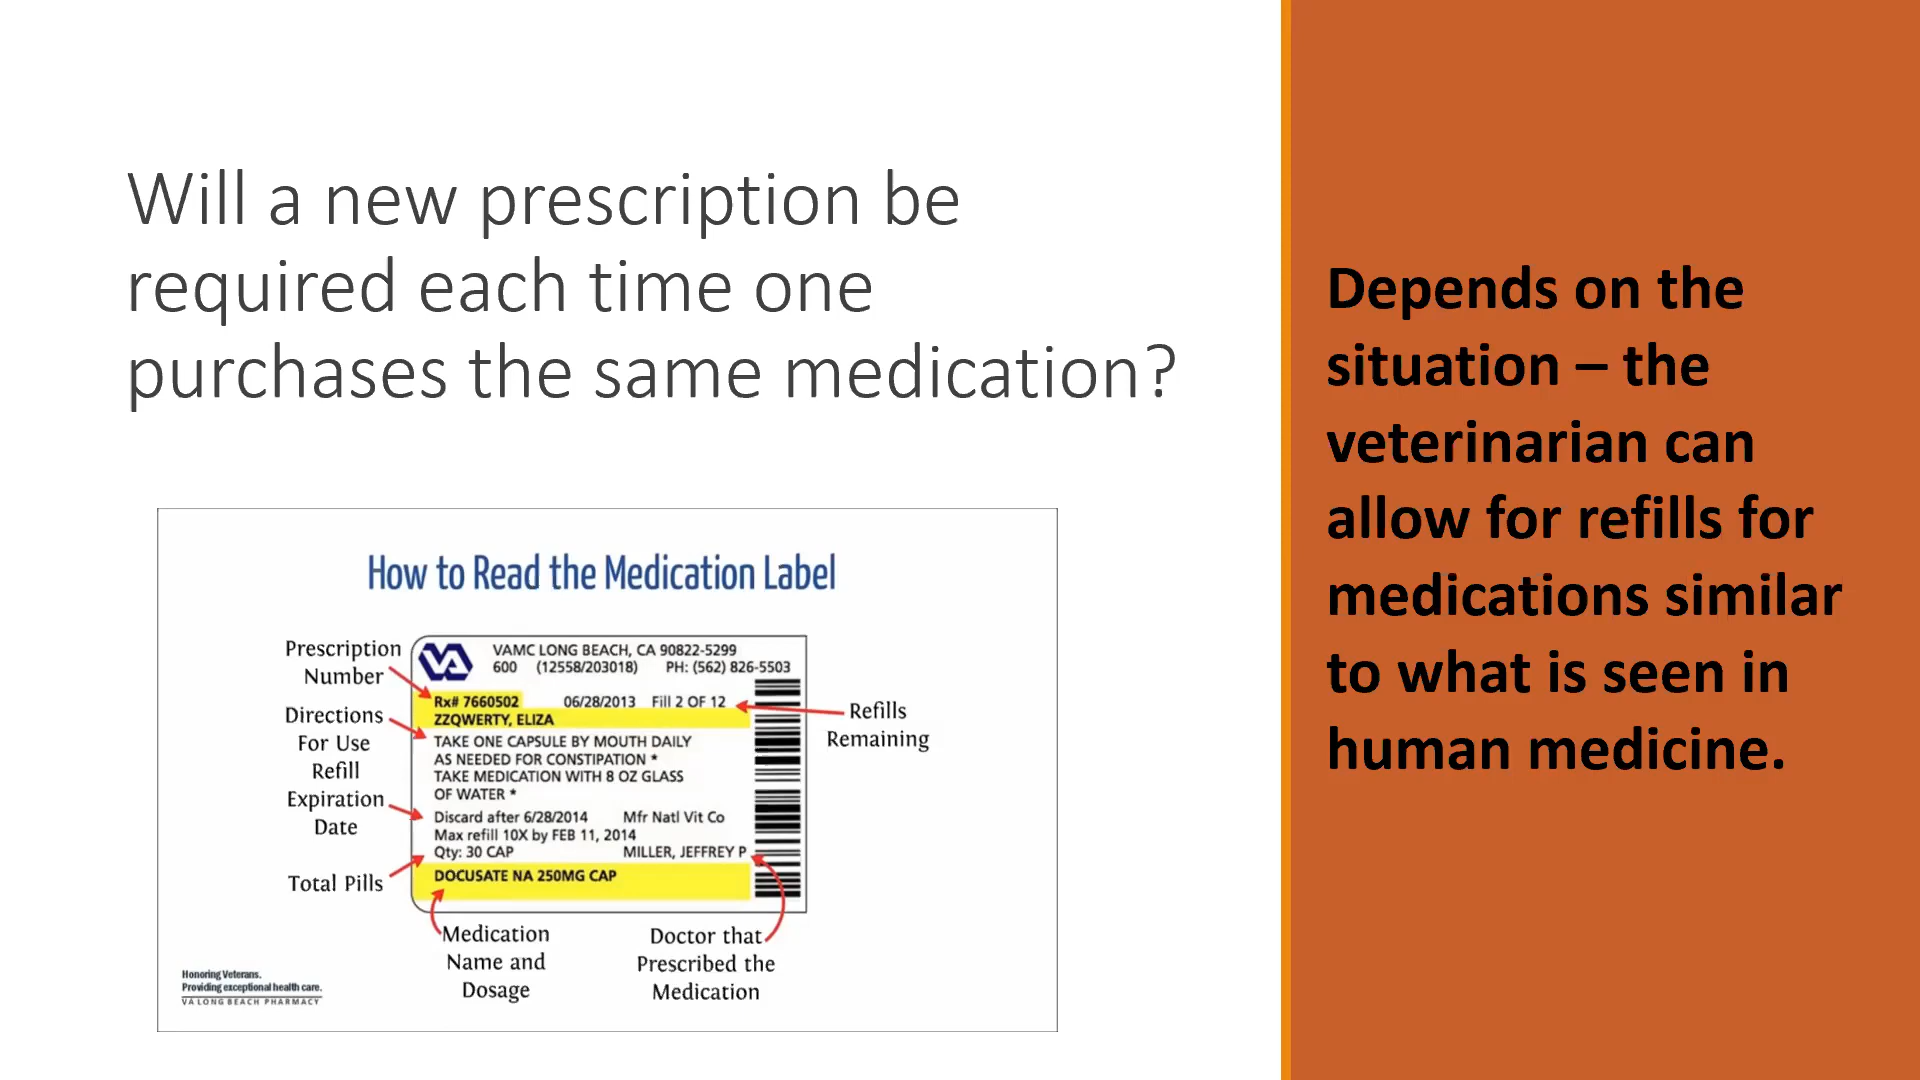 Will a new prescription be
required each time one
purchases the same medication?
How to Read the Medication Label
Prescription
Number
Directions
For Use
Refill
Expiration
Date
Total Pills
VA
VAMC LONG BEACH, CA 90822-5299
600 (12558/203018) PH: (562) 826-5503
Rx# 7660502 06/28/2013 Fill 2 OF 12
ZZQWERTY, ELIZA
TAKE ONE CAPSULE BY MOUTH DAILY
AS NEEDED FOR CONSTIPATION *
TAKE MEDICATION WITH 8 OZ GLASS
OF WATER *
Discard after 6/28/2014 Mfr Natl Vit Co
Max refill 10X by FEB 11, 2014
Qty: 30 CAP MILLER, JEFFREY P
DOCUSATE NA 250MG CAP
Refills
Remaining
Medication
Name and
Dosage
Doctor that
Prescribed the
Medication
Honoring Veterans.
Providing exceptional health care.
VA LONG BEACH PHARMACY
Depends on the
situation – the
veterinarian can
allow for refills for
medications similar
to what is seen in
human medicine.